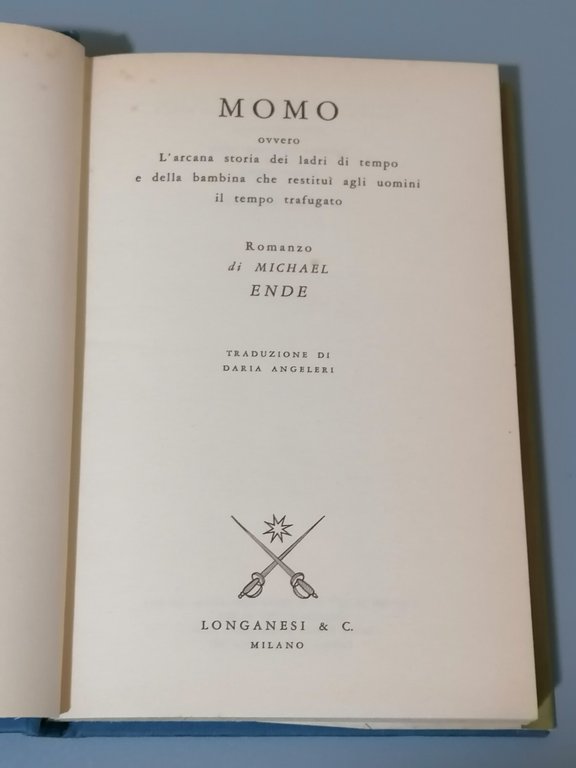 MOMO
ovvero
L'arcana storia dei ladri di tempo
e della bambina che restituì agli uomini
il tempo trafugato
Romanzo
di MICHAEL
ENDE
TRADUZIONE DI
DARIA ANGELERI
LONGANESI & C.
MILANO